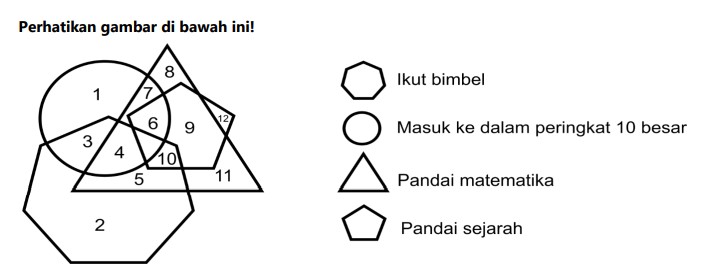 Perhatikan gambar di bawah ini!
8
1
7
12
6
9
3
4
10
5
11
2
Ikut bimbel
Masuk ke dalam peringkat 10 besar
Pandai matematika
Pandai sejarah